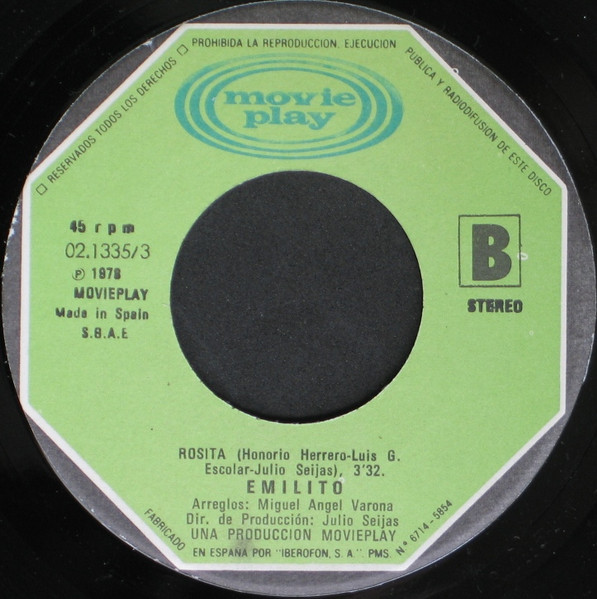 □ RESERVADOS TODOS LOS DERECHOS □ PROHIBIDA LA REPRODUCCION, EJECUCION PUBLICA Y RADIODIFUSION DE ESTE DISCO
movie
play
45 rpm
02.1335/3
Ⓟ 1978
MOVIEPLAY
Made in Spain
S.G.A.E
B
STEREO
ROSITA (Honorio Herrero-Luis G.
Escolar-Julio Seijas), 3'32.
EMILITO
Arreglos: Miguel Angel Varona
Dir. de Producción: Julio Seijas
UNA PRODUCCION MOVIEPLAY
FABRICADO EN ESPAÑA POR "IBEROFON, S. A." PMS. Nº 6714-5854